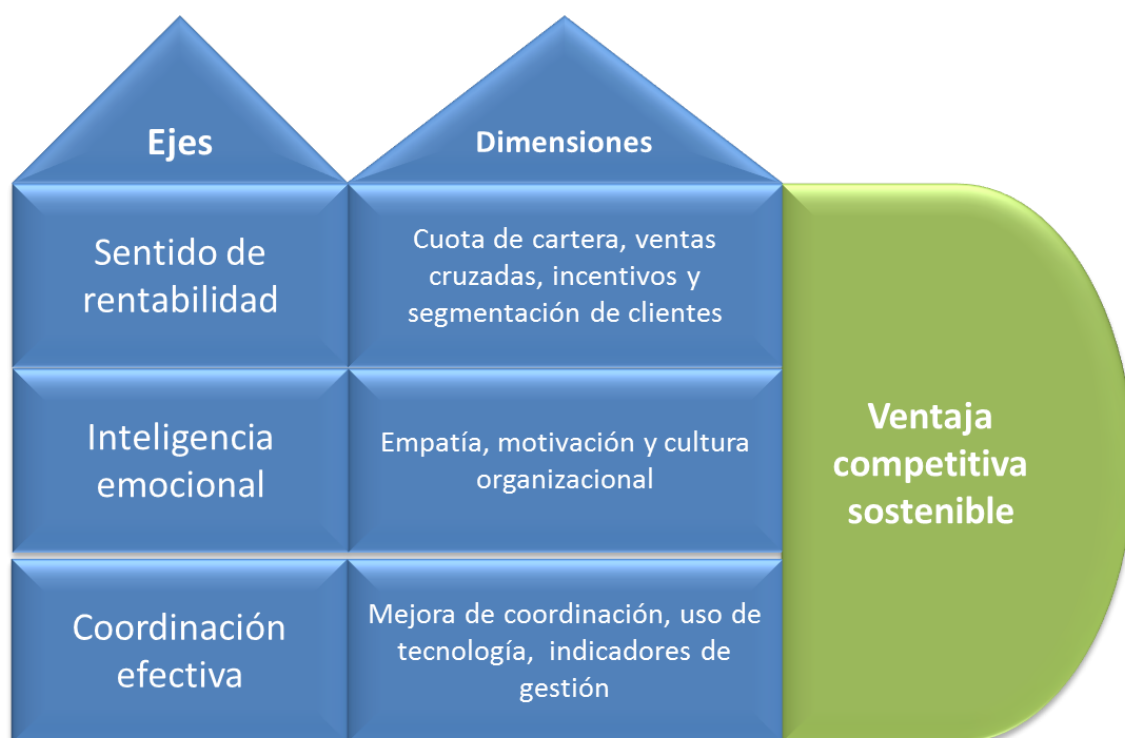 Ejes
Dimensiones
Sentido de
rentabilidad
Cuota de cartera, ventas
cruzadas, incentivos y
segmentación de clientes
Inteligencia
emocional
Empatía, motivación y cultura
organizacional
Coordinación
efectiva
Mejora de coordinación, uso de
tecnología,  indicadores de
gestión
Ventaja
competitiva
sostenible